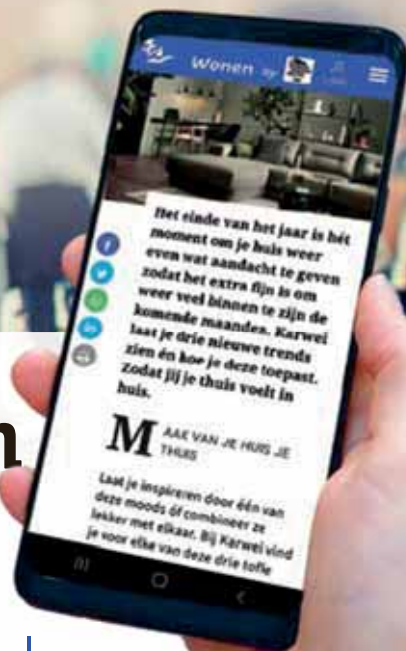 Wonen
Het einde van het jaar is hét
moment om je huis weer
even wat aandacht te geven
zodat het extra fijn is om
weer veel binnen te zijn de
komende maanden. Karwei
laat je drie nieuwe trends
zien én hoe je deze toepast.
Zodat jij je thuis voelt in
huis.
MAAK VAN JE HUIS JE
THUIS
Laat je inspireren door één van
deze moods óf combineer ze
lekker met elkaar. Bij Karwei vind
je voor elke van deze drie toffe